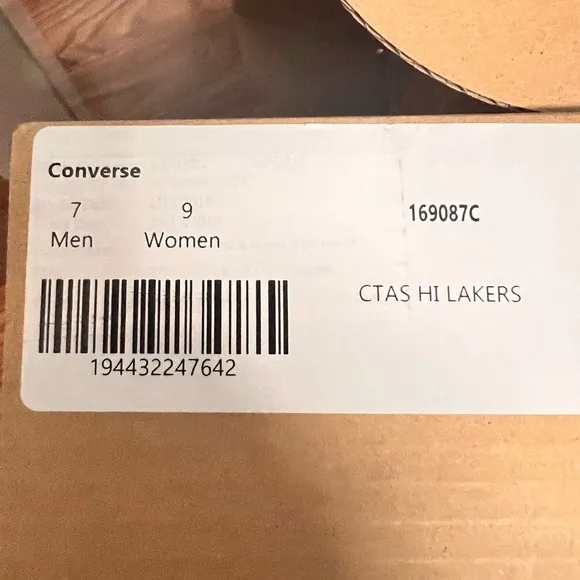 Converse
7 9 169087C
Men Women
CTAS HI LAKERS
194432247642